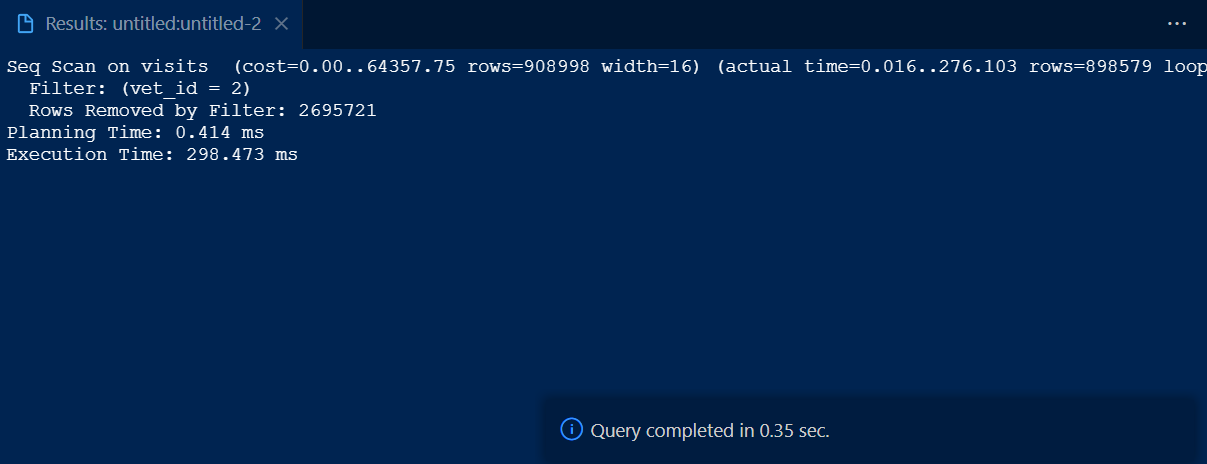 Results: untitled:untitled-2
Seq Scan on visits  (cost=0.00..64357.75 rows=908998 width=16) (actual time=0.016..276.103 rows=898579 loop
  Filter: (vet_id = 2)
  Rows Removed by Filter: 2695721
Planning Time: 0.414 ms
Execution Time: 298.473 ms
Query completed in 0.35 sec.